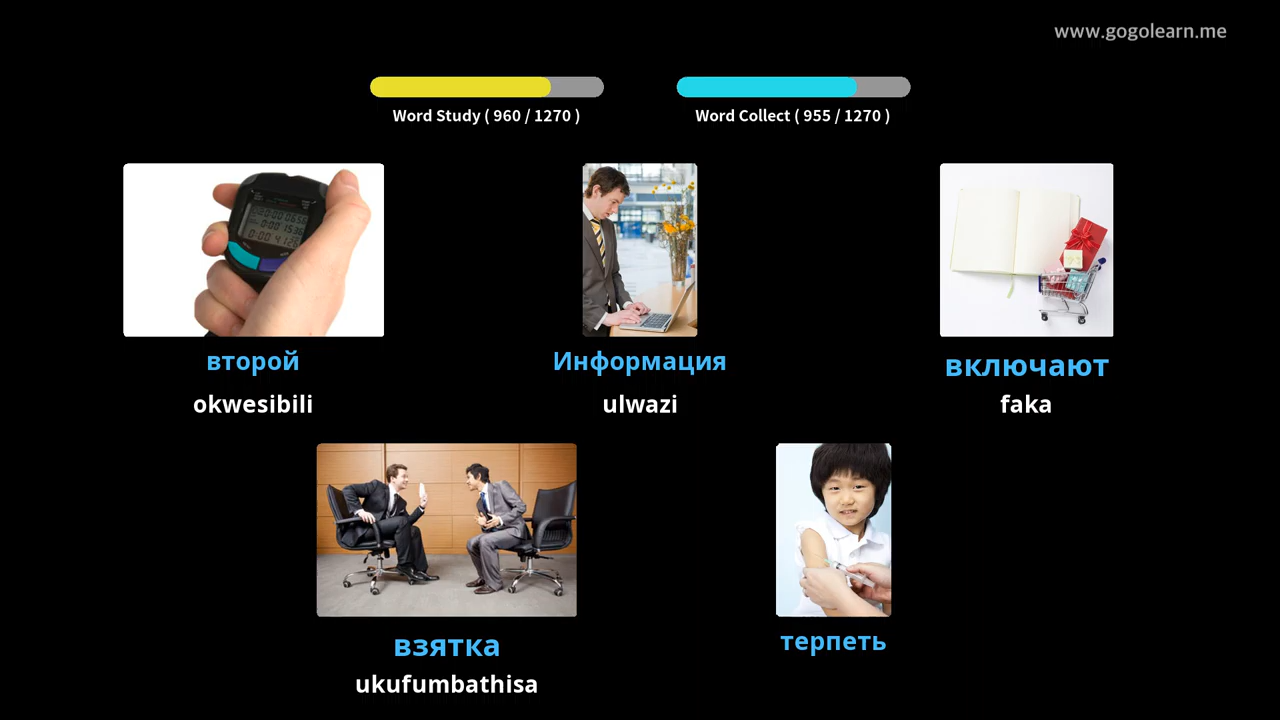 www.gogolearn.me
Word Study ( 960 / 1270 )
Word Collect ( 955 / 1270 )
второй
okwesibili
Информация
ulwazi
включают
faka
взятка
ukufumbathisa
терпеть